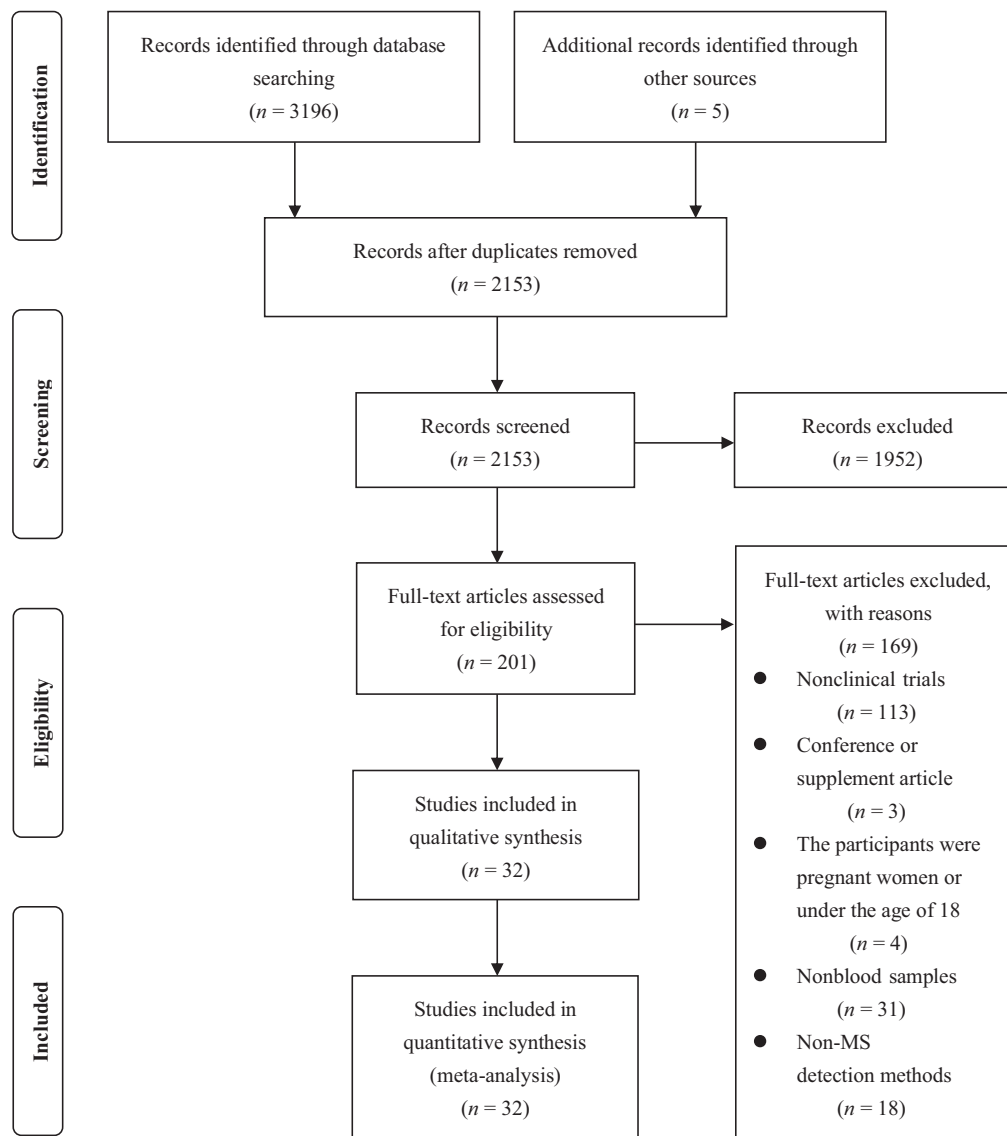 Identification
Records identified through database
searching
(n = 3196)
Additional records identified through
other sources
(n = 5)
Records after duplicates removed
(n = 2153)
Screening
Records screened
(n = 2153)
Records excluded
(n = 1952)
Eligibility
Full-text articles assessed
for eligibility
(n = 201)
Full-text articles excluded,
with reasons
(n = 169)
● Nonclinical trials
(n = 113)
● Conference or
supplement article
(n = 3)
● The participants were
pregnant women or
under the age of 18
(n = 4)
● Nonblood samples
(n = 31)
● Non-MS
detection methods
(n = 18)
Studies included in
qualitative synthesis
(n = 32)
Included
Studies included in
quantitative synthesis
(meta-analysis)
(n = 32)